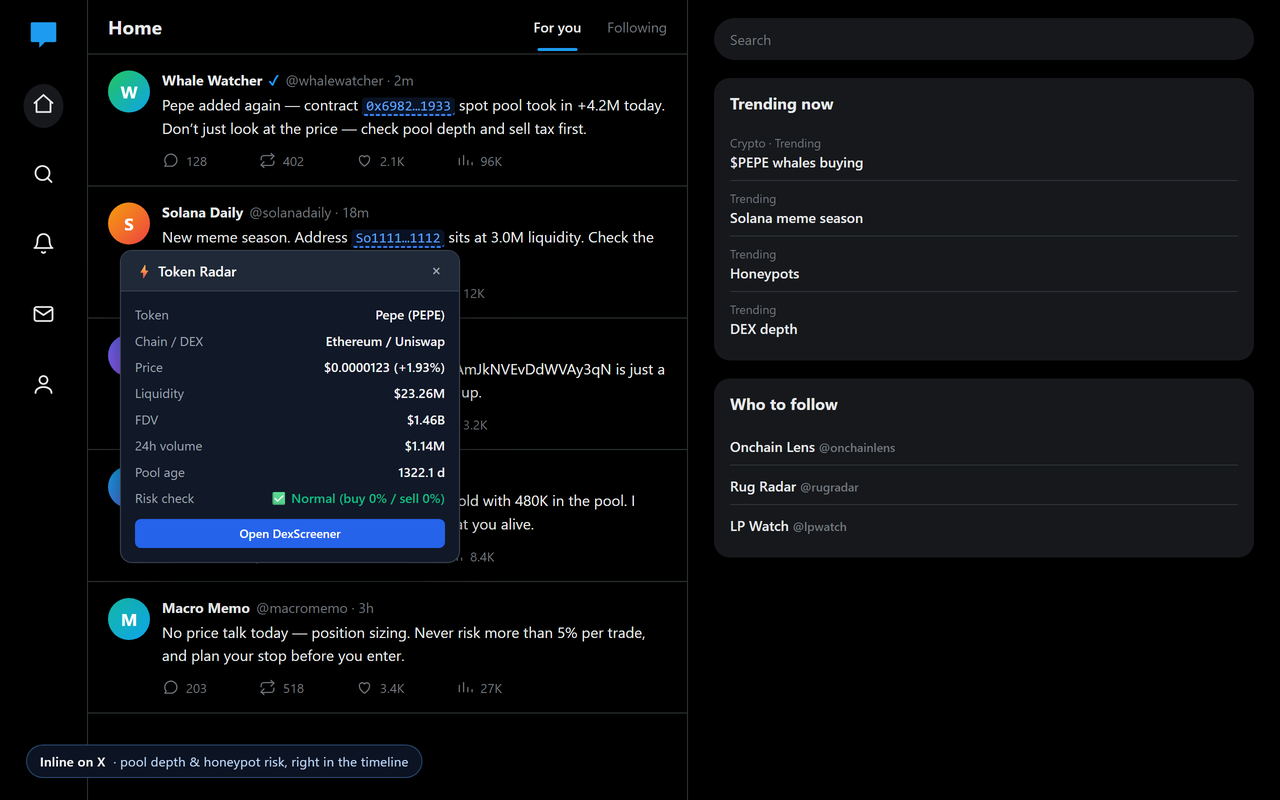 Home
For you
Following
Whale Watcher ✓ @whalewatcher · 2m
Pepe added again — contract 0x6982…1933 spot pool took in +4.2M today.
Don’t just look at the price — check pool depth and sell tax first.
128 402 2.1K 96K
Solana Daily @solanadaily · 18m
New meme season. Address So1111…1112 sits at 3.0M liquidity. Check the
12K
AmJkNVEvDdWVAy3qN is just a
up.
3.2K
old with 480K in the pool. I
at you alive.
8.4K
Token Radar ×
Token Pepe (PEPE)
Chain / DEX Ethereum / Uniswap
Price $0.0000123 (+1.93%)
Liquidity $23.26M
FDV $1.46B
24h volume $1.14M
Pool age 1322.1 d
Risk check ✅ Normal (buy 0% / sell 0%)
Open DexScreener
Macro Memo @macromemo · 3h
No price talk today — position sizing. Never risk more than 5% per trade,
and plan your stop before you enter.
203 518 3.4K 27K
Inline on X · pool depth & honeypot risk, right in the timeline
Search
Trending now
Crypto · Trending
$PEPE whales buying
Trending
Solana meme season
Trending
Honeypots
Trending
DEX depth
Who to follow
Onchain Lens @onchainlens
Rug Radar @rugradar
LP Watch @lpwatch
W
S
M